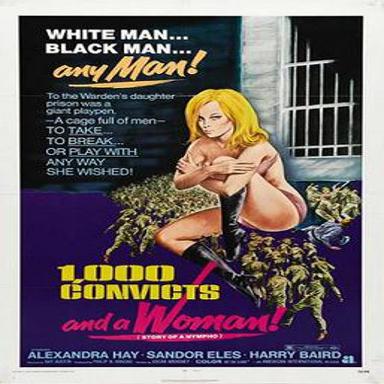 WHITE MAN...
BLACK MAN...
any Man!
To the Warden's daughter
prison was a
giant playpen.
—A cage full of men—
TO TAKE...
TO BREAK...
OR PLAY WITH
ANY WAY
SHE WISHED!
1,000
CONVICTS
and a Woman!
(STORY OF A NYMPHO)
ALEXANDRA HAY • SANDOR ELES • HARRY BAIRD